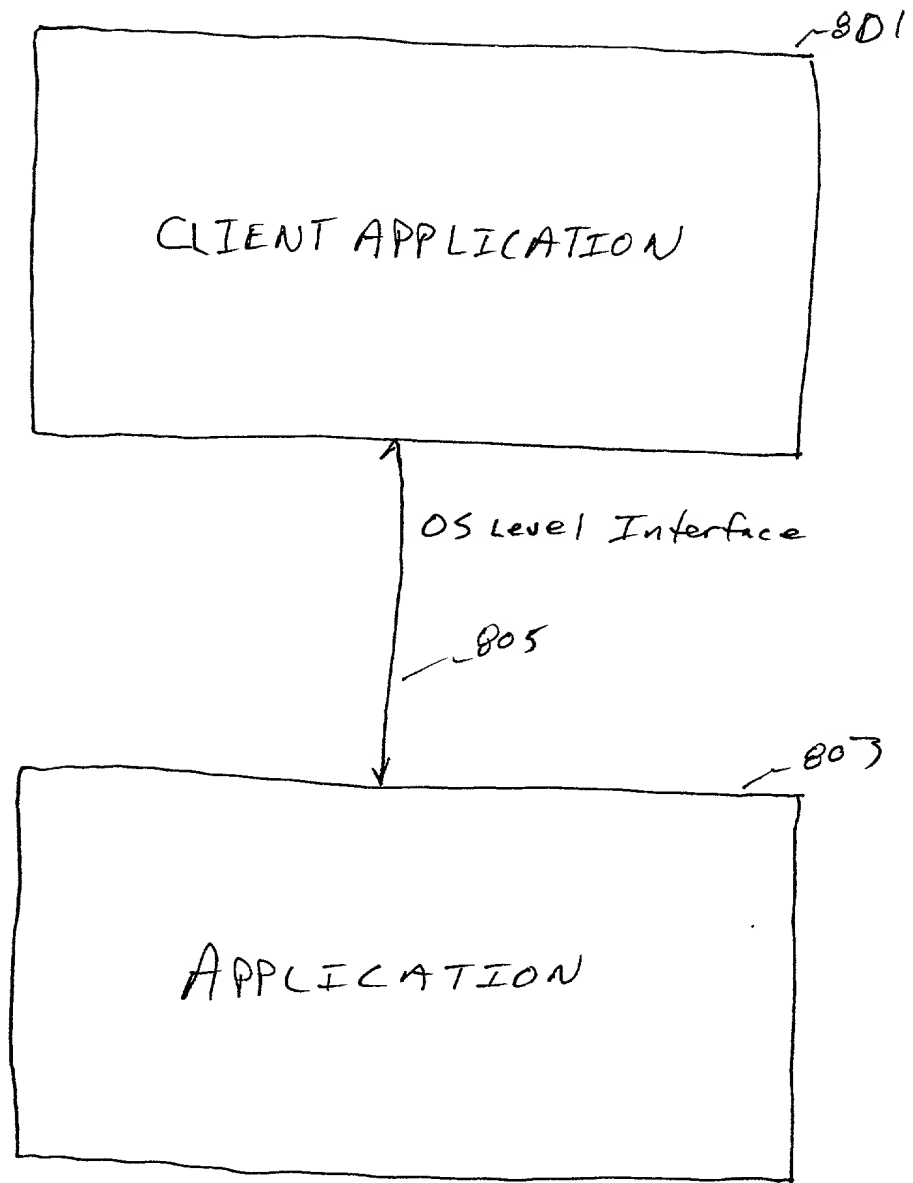 801
CLIENT APPLICATION
OS Level Interface
805
803
APPLICATION